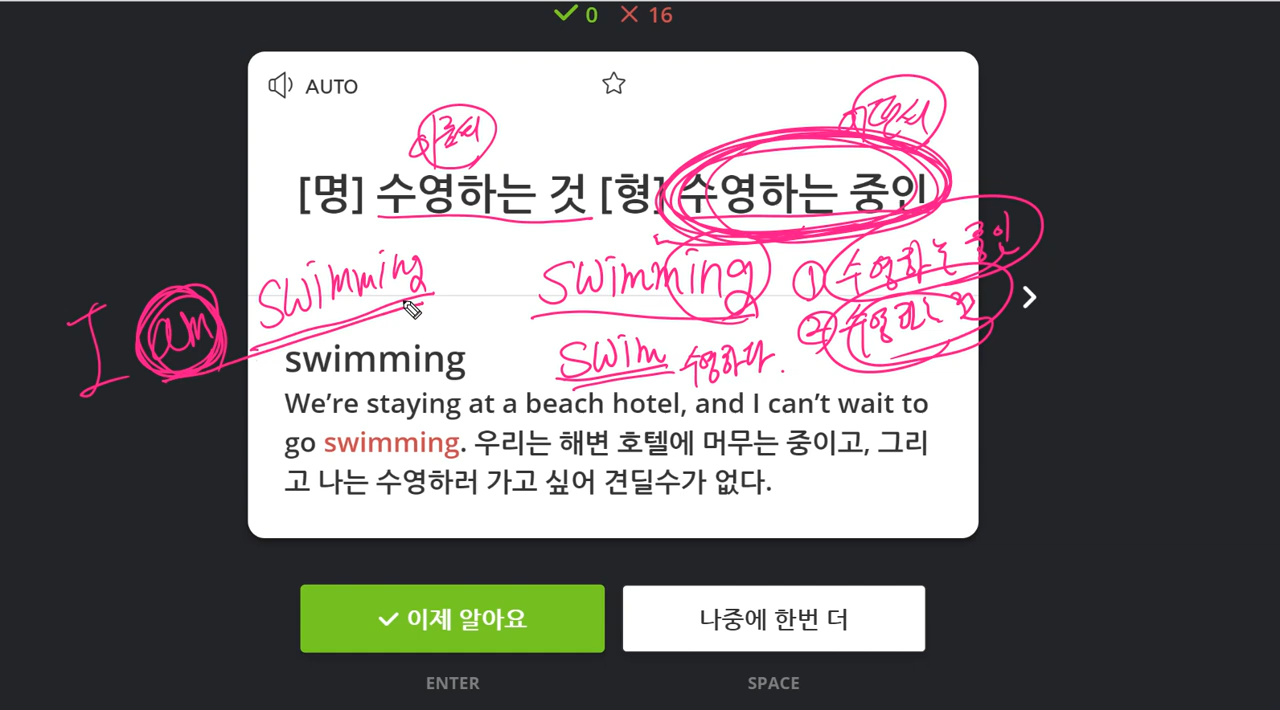 0 16
AUTO
이름씨
[명] 수영하는 것 [형] 수영하는 중인
swimming
swimming
① 수영하는 중인
I am
② 수영하는 것
swim 수영하다.
swimming
We’re staying at a beach hotel, and I can’t wait to
go swimming. 우리는 해변 호텔에 머무는 중이고, 그리
고 나는 수영하러 가고 싶어 견딜수가 없다.
이제 알아요
나중에 한번 더
ENTER
SPACE